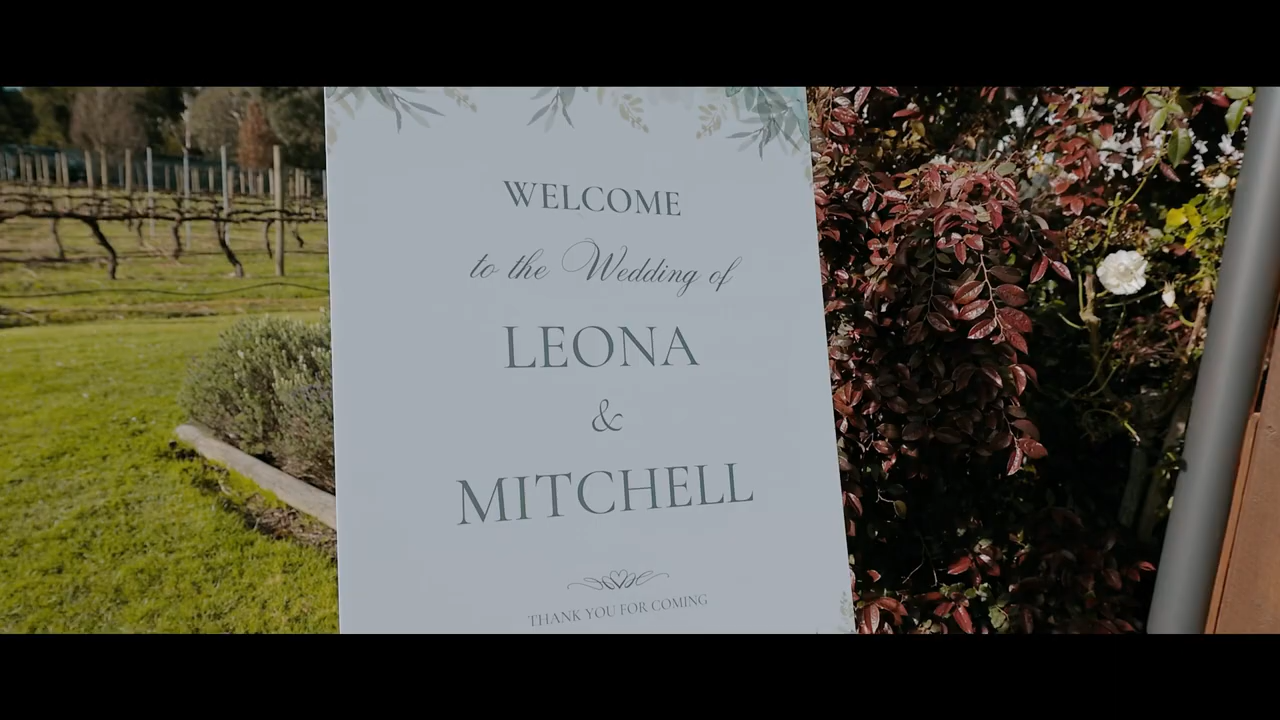 WELCOME
to the Wedding of
LEONA
&
MITCHELL
THANK YOU FOR COMING